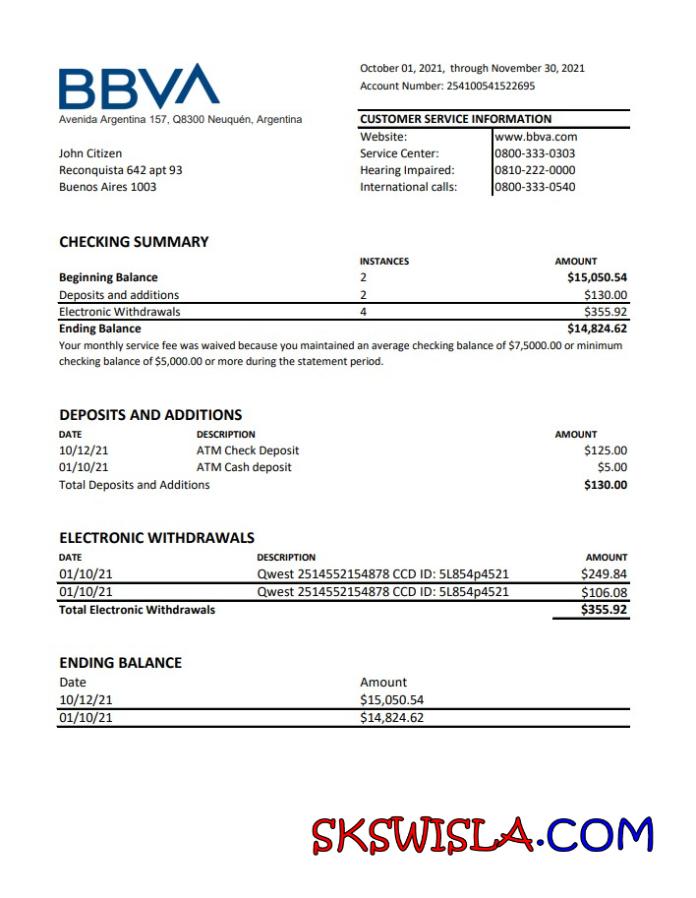 BBVA
October 01, 2021, through November 30, 2021
Account Number: 254100541522695
Avenida Argentina 157, Q8300 Neuquén, Argentina
CUSTOMER SERVICE INFORMATION
Website: www.bbva.com
John Citizen
Service Center: 0800-333-0303
Reconquista 642 apt 93
Hearing Impaired: 0810-222-0000
Buenos Aires 1003
International calls: 0800-333-0540
CHECKING SUMMARY
INSTANCES AMOUNT
Beginning Balance 2 $15,050.54
Deposits and additions 2 $130.00
Electronic Withdrawals 4 $355.92
Ending Balance $14,824.62
Your monthly service fee was waived because you maintained an average checking balance of $7,5000.00 or minimum
checking balance of $5,000.00 or more during the statement period.
DEPOSITS AND ADDITIONS
DATE DESCRIPTION AMOUNT
10/12/21 ATM Check Deposit $125.00
01/10/21 ATM Cash deposit $5.00
Total Deposits and Additions $130.00
ELECTRONIC WITHDRAWALS
DATE DESCRIPTION AMOUNT
01/10/21 Qwest 2514552154878 CCD ID: 5L854p4521 $249.84
01/10/21 Qwest 2514552154878 CCD ID: 5L854p4521 $106.08
Total Electronic Withdrawals $355.92
ENDING BALANCE
Date Amount
10/12/21 $15,050.54
01/10/21 $14,824.62
SKSWISLA.COM